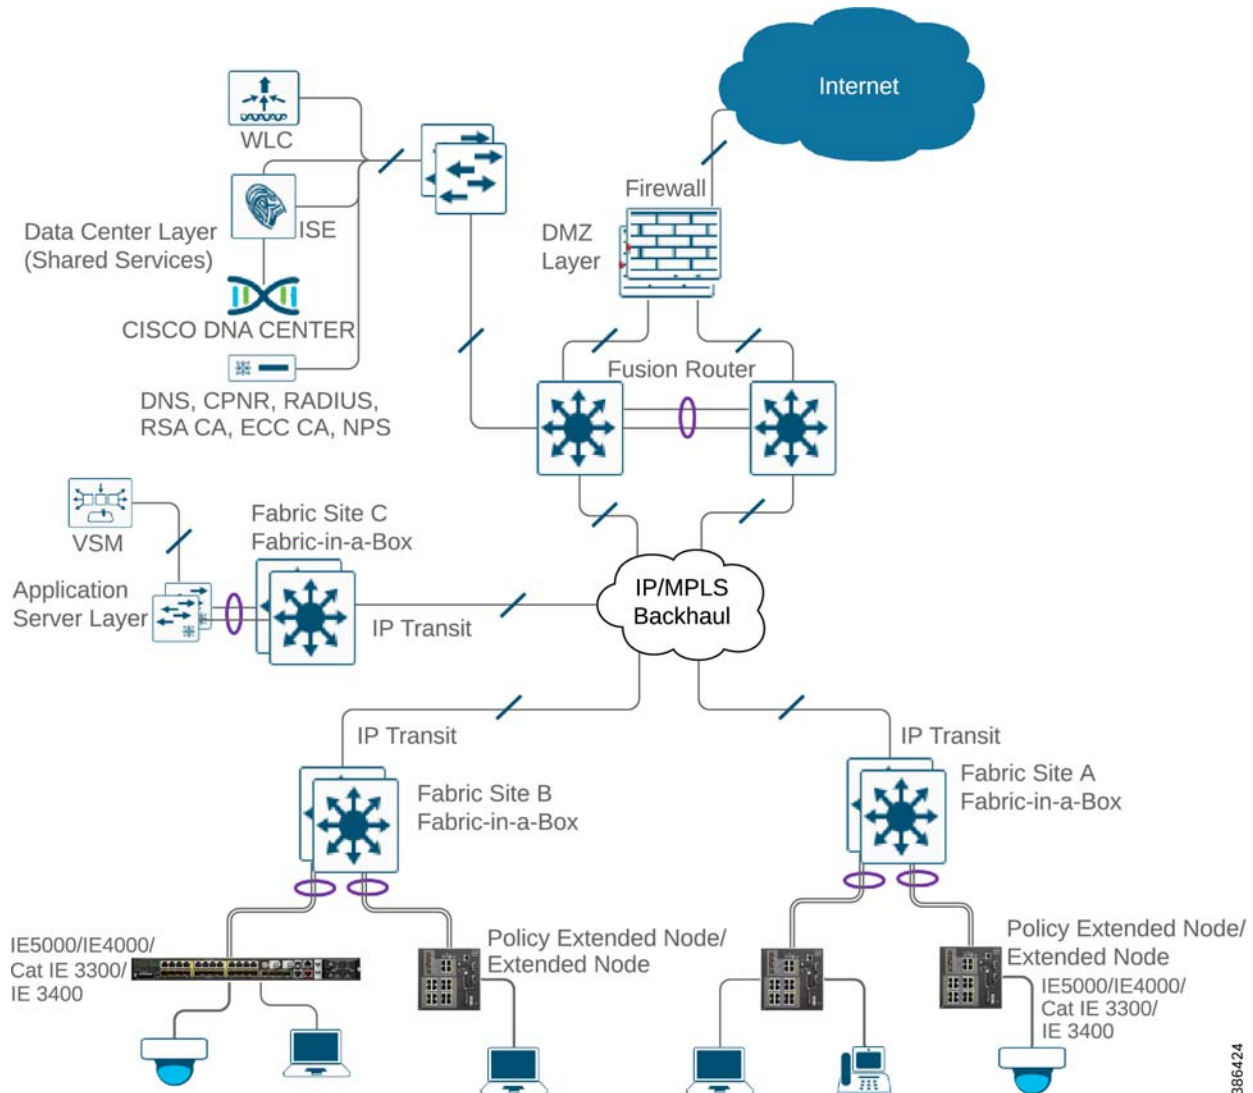 Internet
WLC
Firewall
ISE
Data Center Layer
(Shared Services)
DMZ
Layer
CISCO DNA CENTER
Fusion Router
DNS, CPNR, RADIUS,
RSA CA, ECC CA, NPS
VSM
Fabric Site C
Fabric-in-a-Box
Application
Server Layer
IP Transit
IP/MPLS
Backhaul
IP Transit
IP Transit
Fabric Site B
Fabric-in-a-Box
Fabric Site A
Fabric-in-a-Box
IE5000/IE4000/
Cat IE 3300/
IE 3400
Policy Extended Node/
Extended Node
Policy Extended Node/
Extended Node
IE5000/IE4000/
Cat IE 3300/
IE 3400
386424